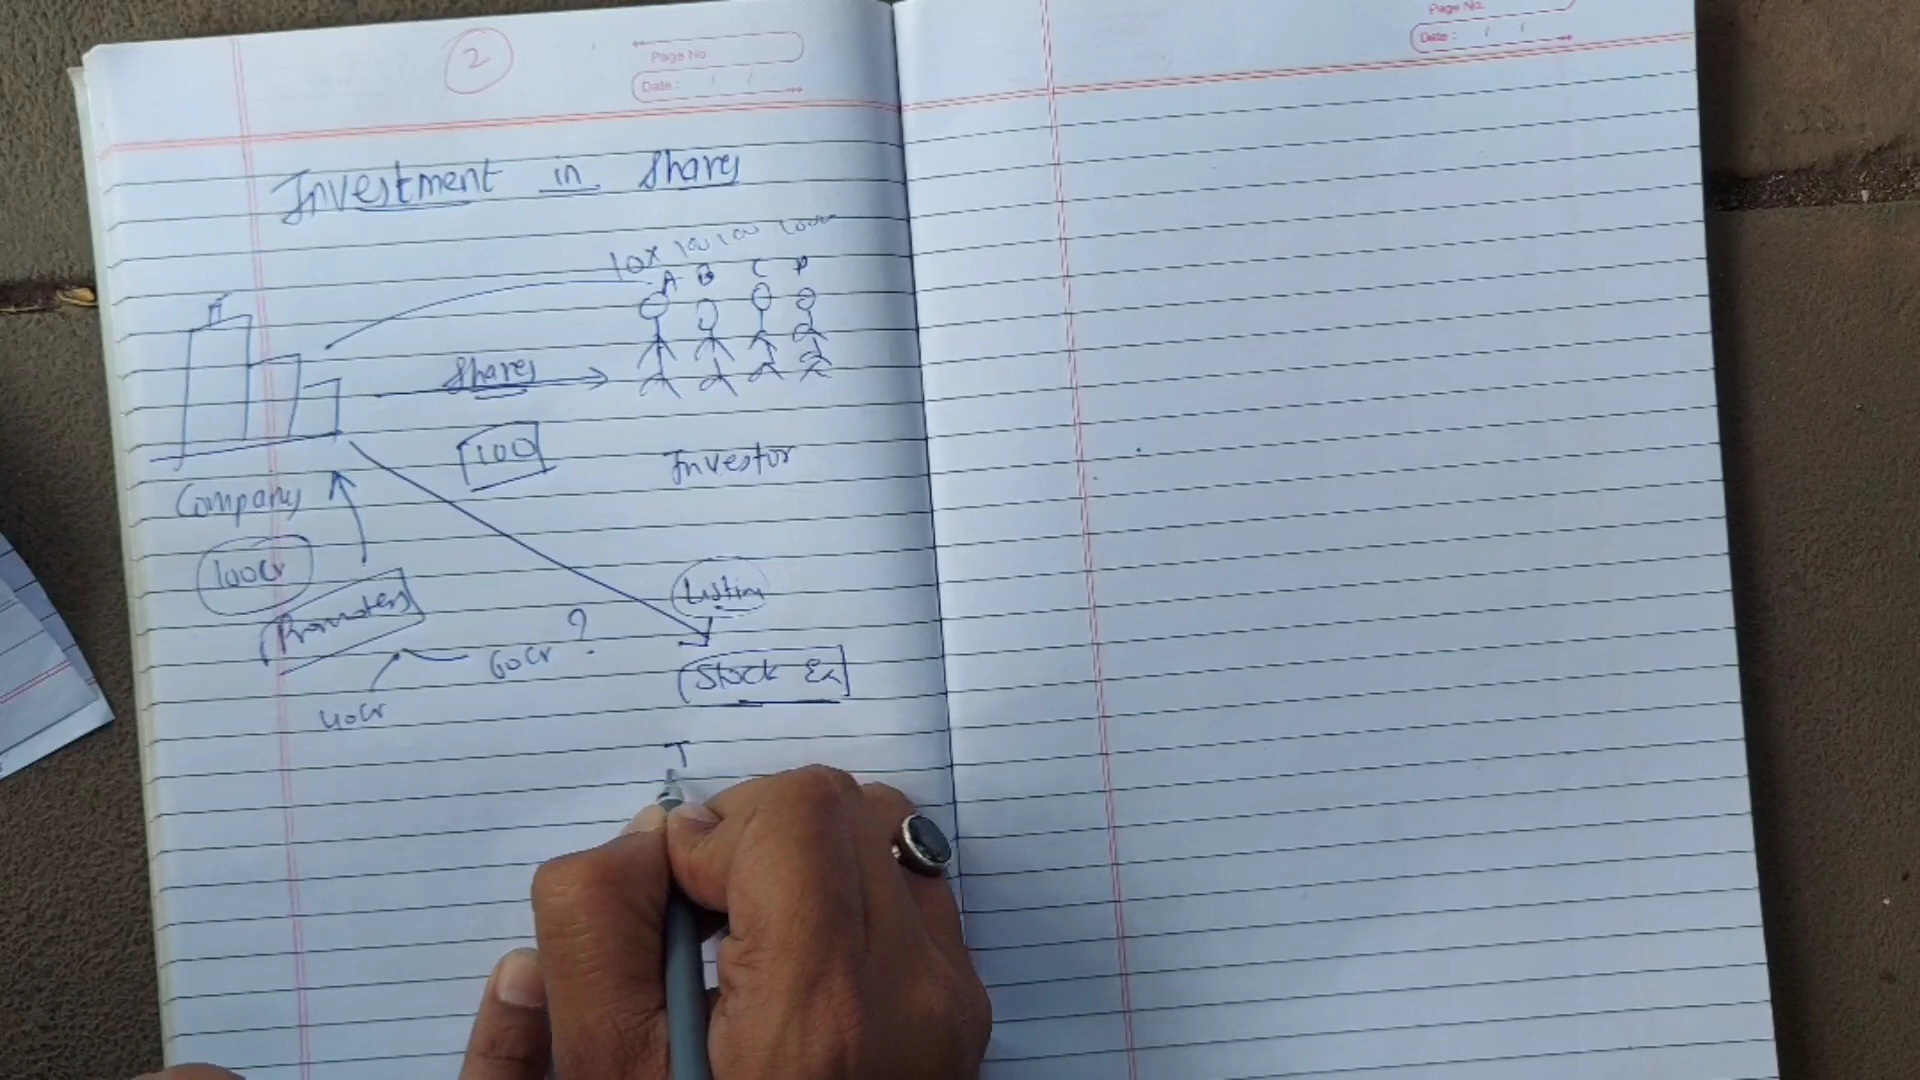 2
Page No
Date : / /
Page No.
Date : / /
Investment in Shares
10x 100 100 1000
A B C D
Shares
100
Investor
Company
100Cr
Promoters
60Cr ?
40Cr
Listin
Stock Ex
T